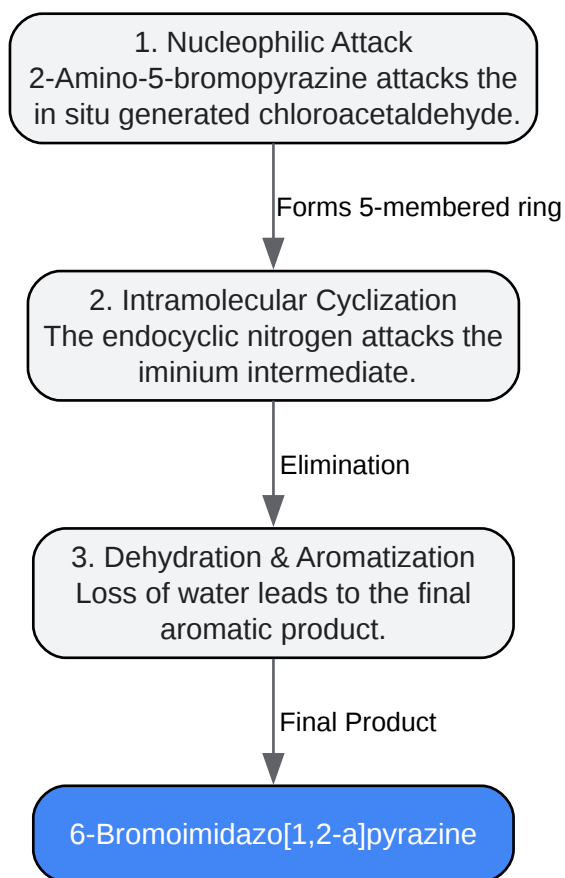 1. Nucleophilic Attack
2-Amino-5-bromopyrazine attacks the
in situ generated chloroacetaldehyde.
Forms 5-membered ring
2. Intramolecular Cyclization
The endocyclic nitrogen attacks the
iminium intermediate.
Elimination
3. Dehydration & Aromatization
Loss of water leads to the final
aromatic product.
Final Product
6-Bromoimidazo[1,2-a]pyrazine